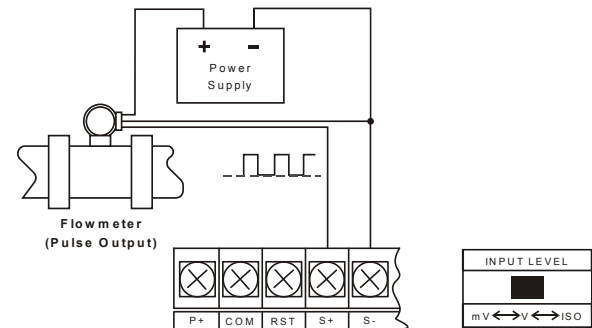 + -
Power
Supply
Flowmeter
(Pulse Output)
INPUT LEVEL
mV V ISO
P+ COM RST S+ S-